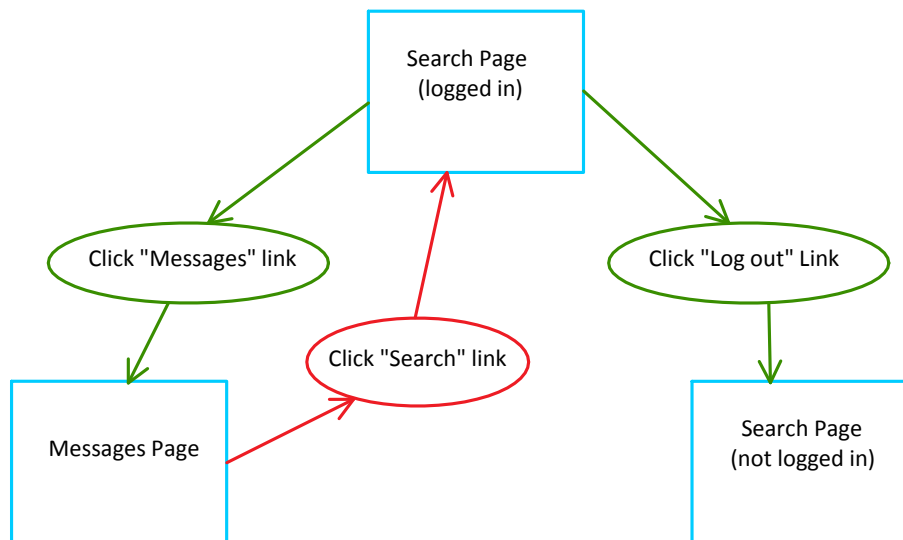 Search Page
(logged in)
Click "Messages" link
Click "Log out" Link
Click "Search" link
Messages Page
Search Page
(not logged in)